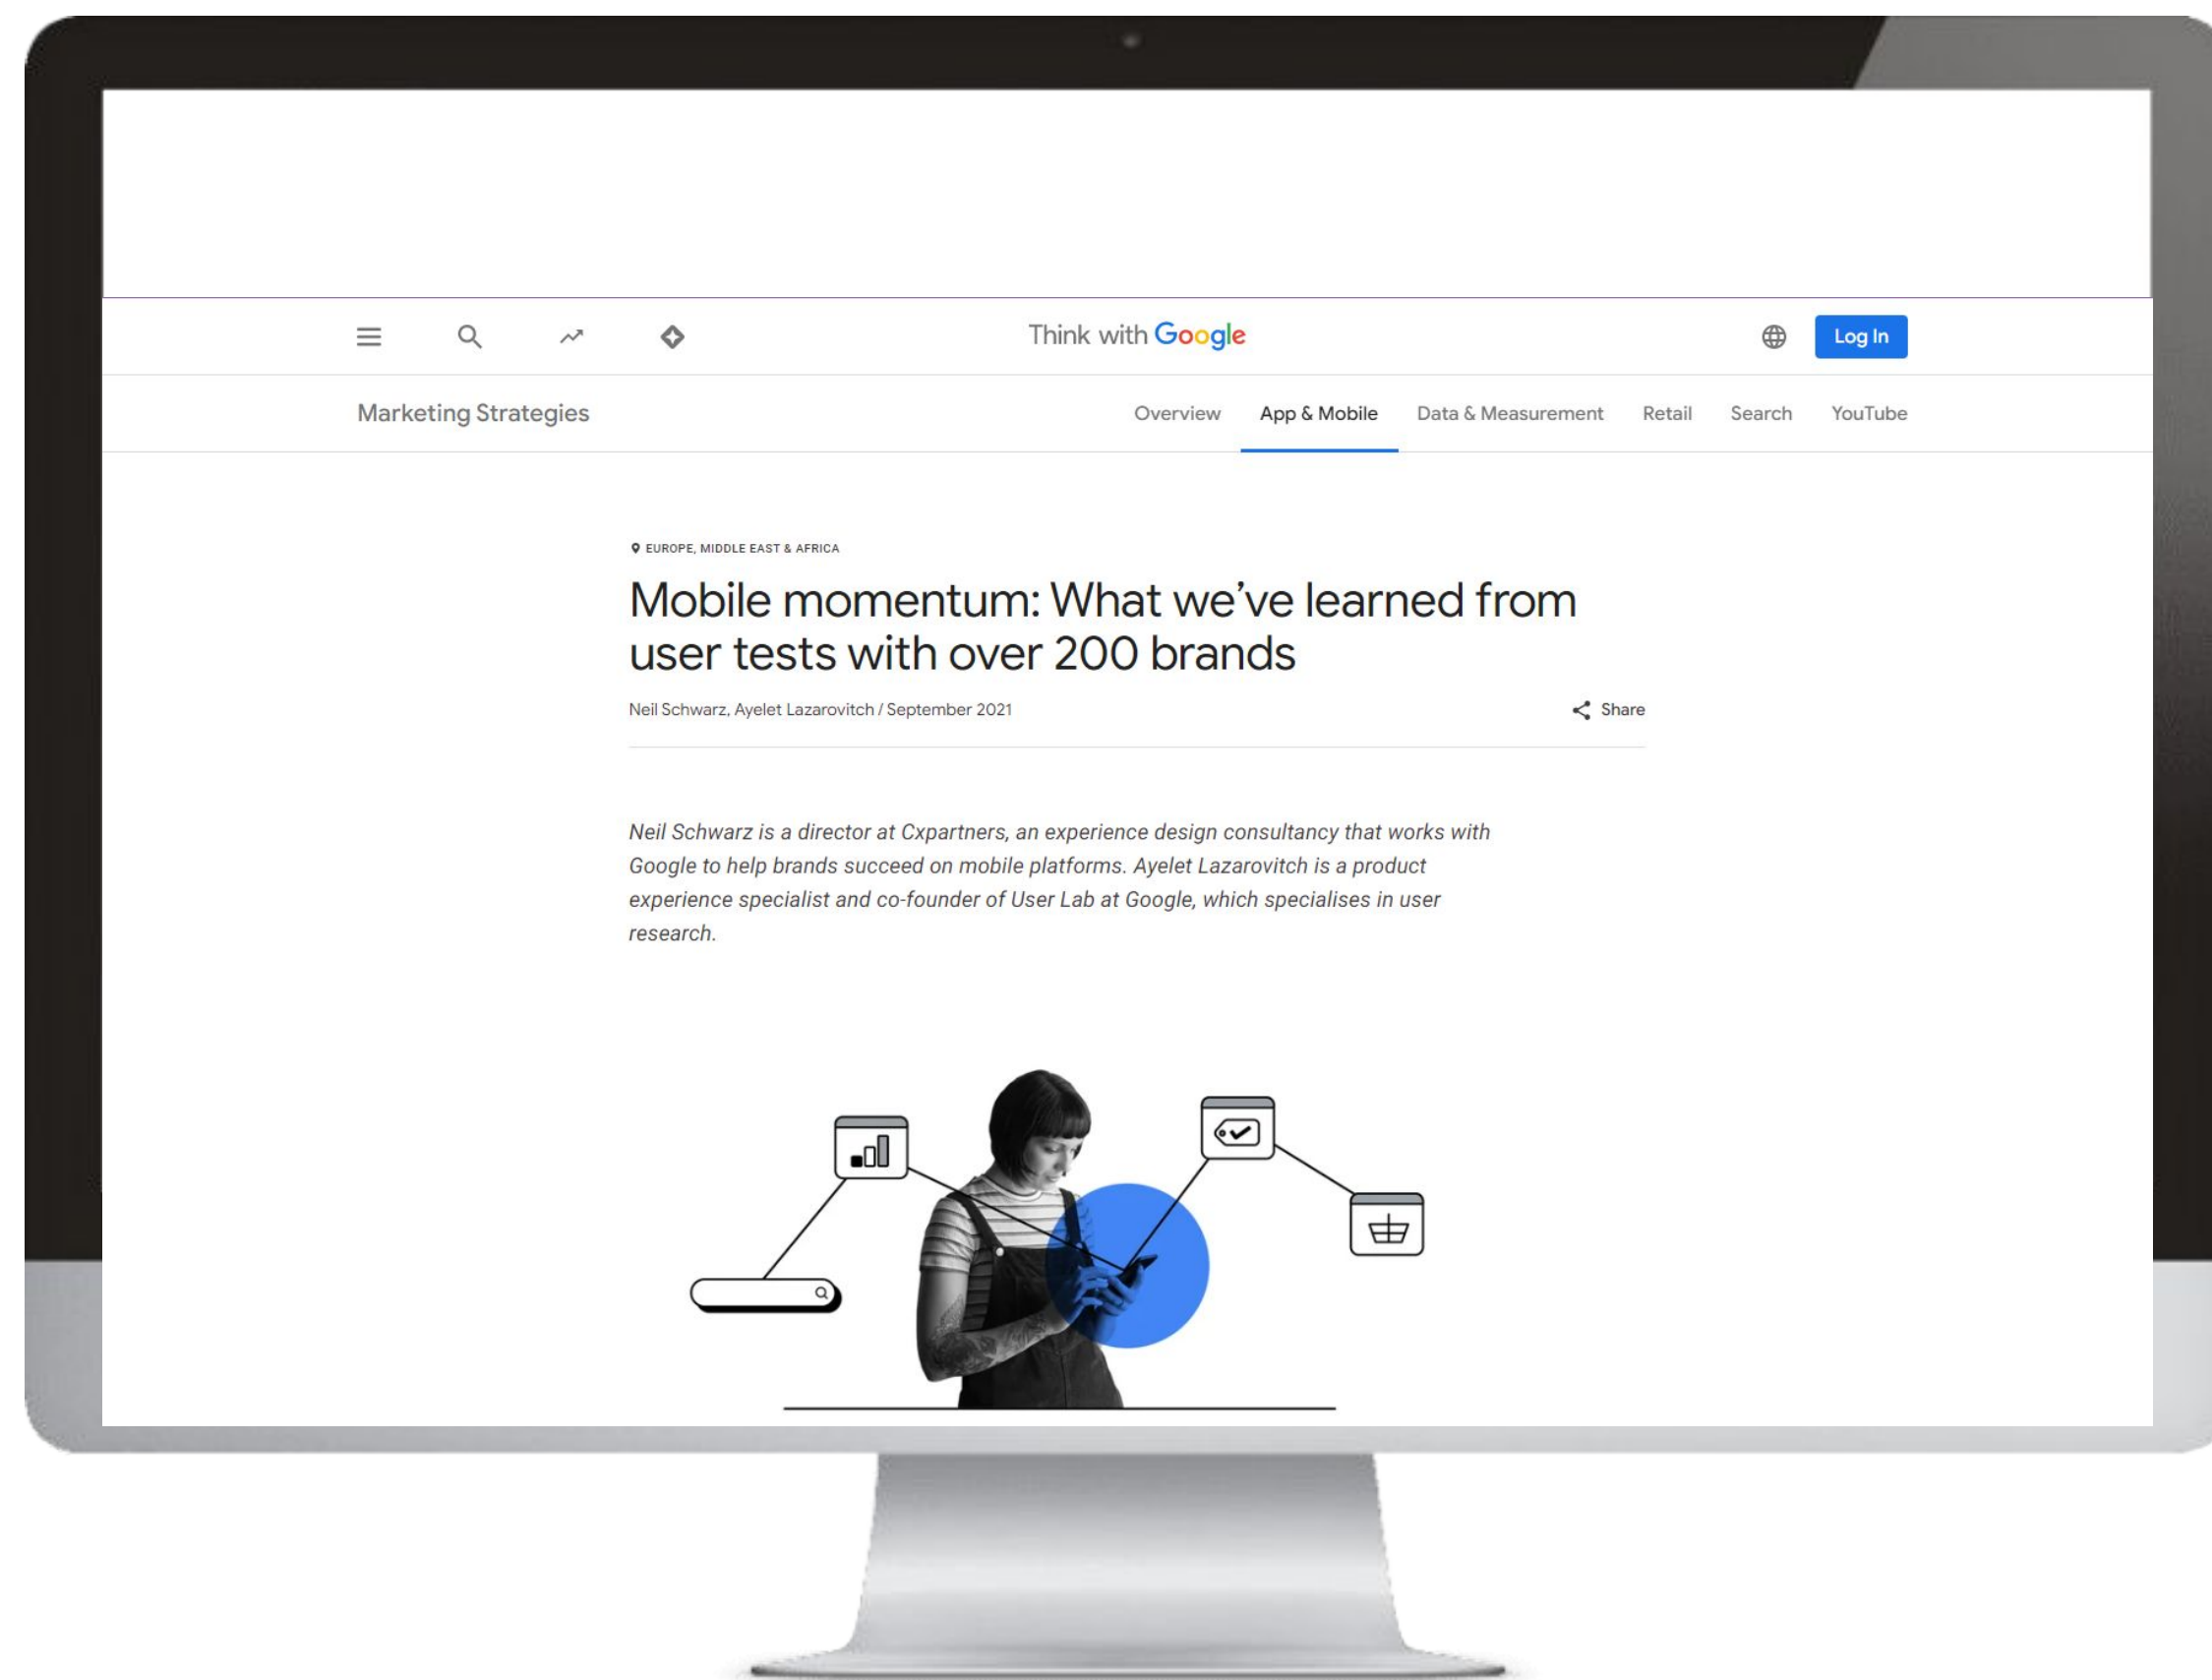 Think with Google
Log In
Marketing Strategies
Overview App & Mobile Data & Measurement Retail Search YouTube
EUROPE, MIDDLE EAST & AFRICA
Mobile momentum: What we've learned from
user tests with over 200 brands
Neil Schwarz, Ayelet Lazarovitch / September 2021
Share
Neil Schwarz is a director at Cxpartners, an experience design consultancy that works with
Google to help brands succeed on mobile platforms. Ayelet Lazarovitch is a product
experience specialist and co-founder of User Lab at Google, which specialises in user
research.